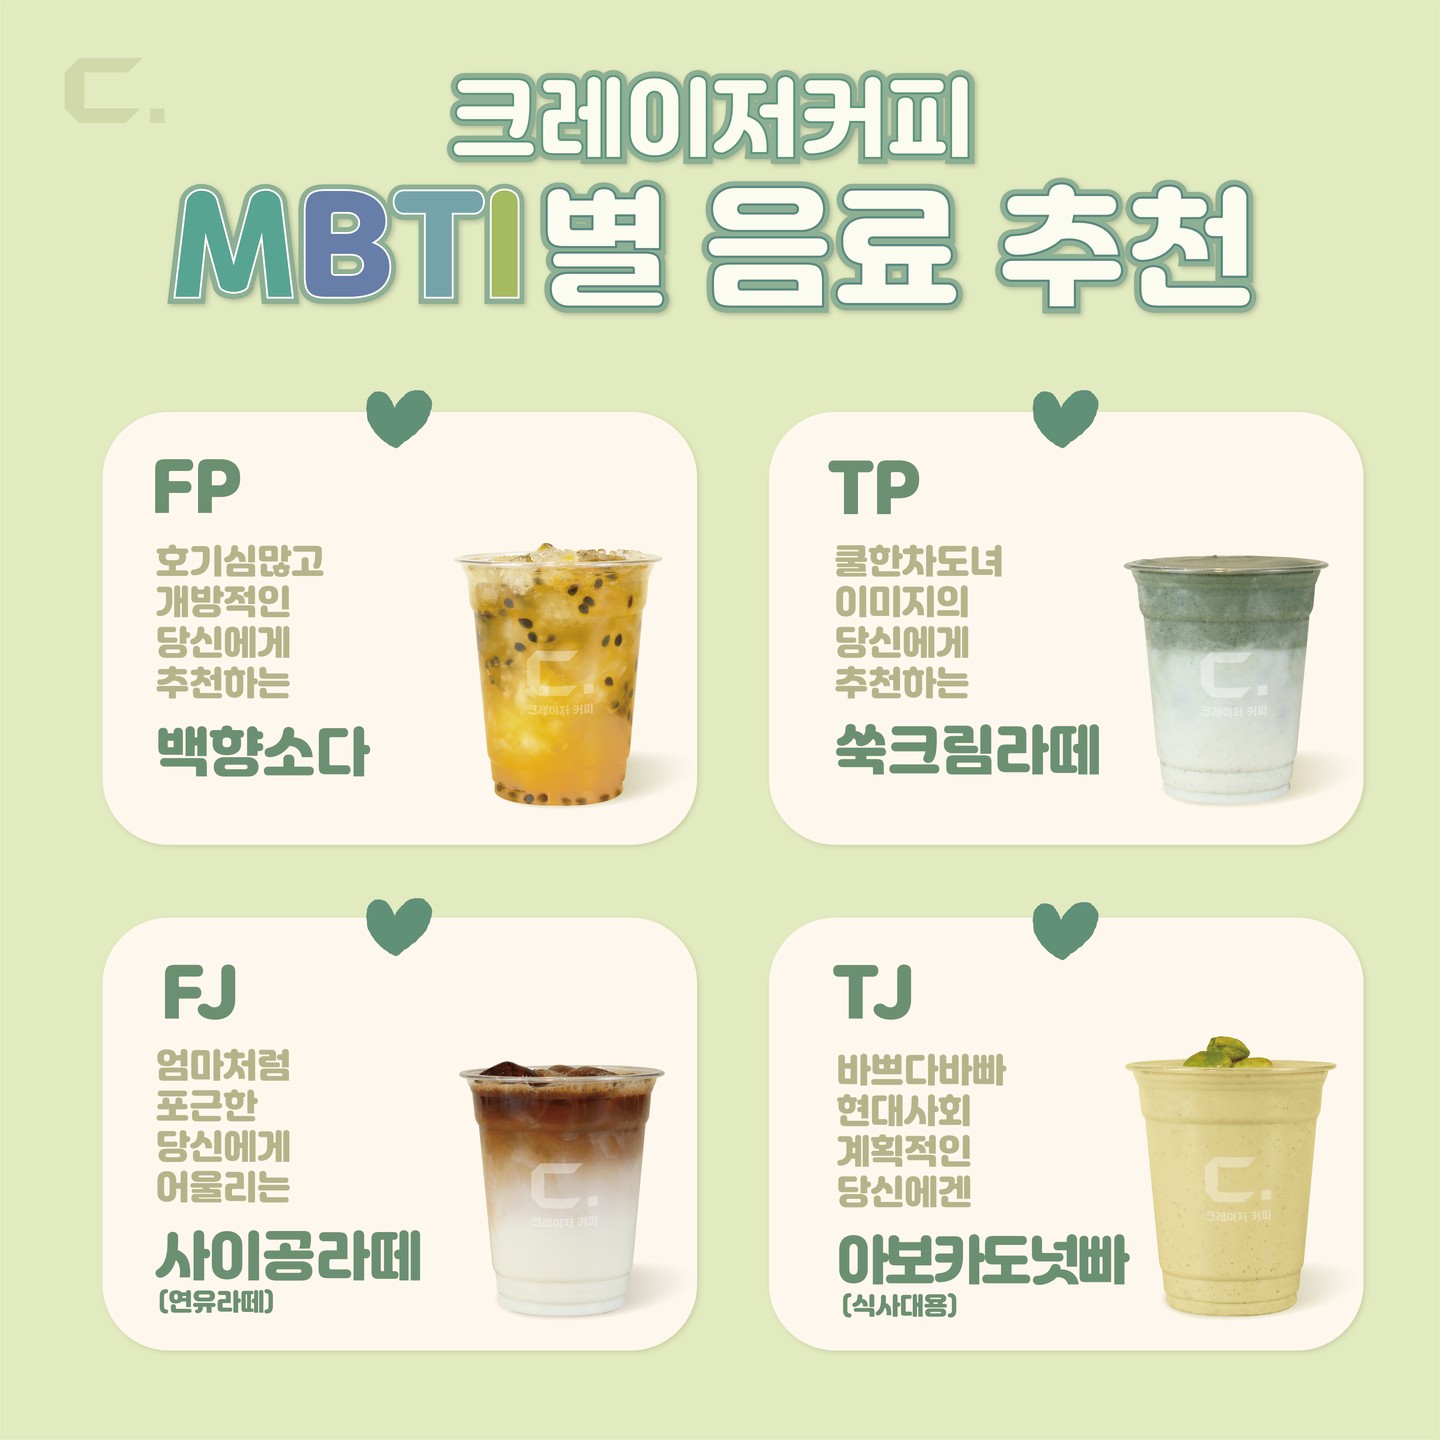 C.
크레이저커피
MBTI별 음료 추천
FP
호기심많고
개방적인
당신에게
추천하는
백향소다
C.
크레이저 커피
TP
쿨한차도녀
이미지의
당신에게
추천하는
쑥크림라떼
C.
크레이저 커피
FJ
엄마처럼
포근한
당신에게
어울리는
사이공라떼
(연유라떼)
C.
크레이저 커피
TJ
바쁘다바빠
현대사회
계획적인
당신에겐
아보카도넛빠
(식사대용)
C.
크레이저 커피